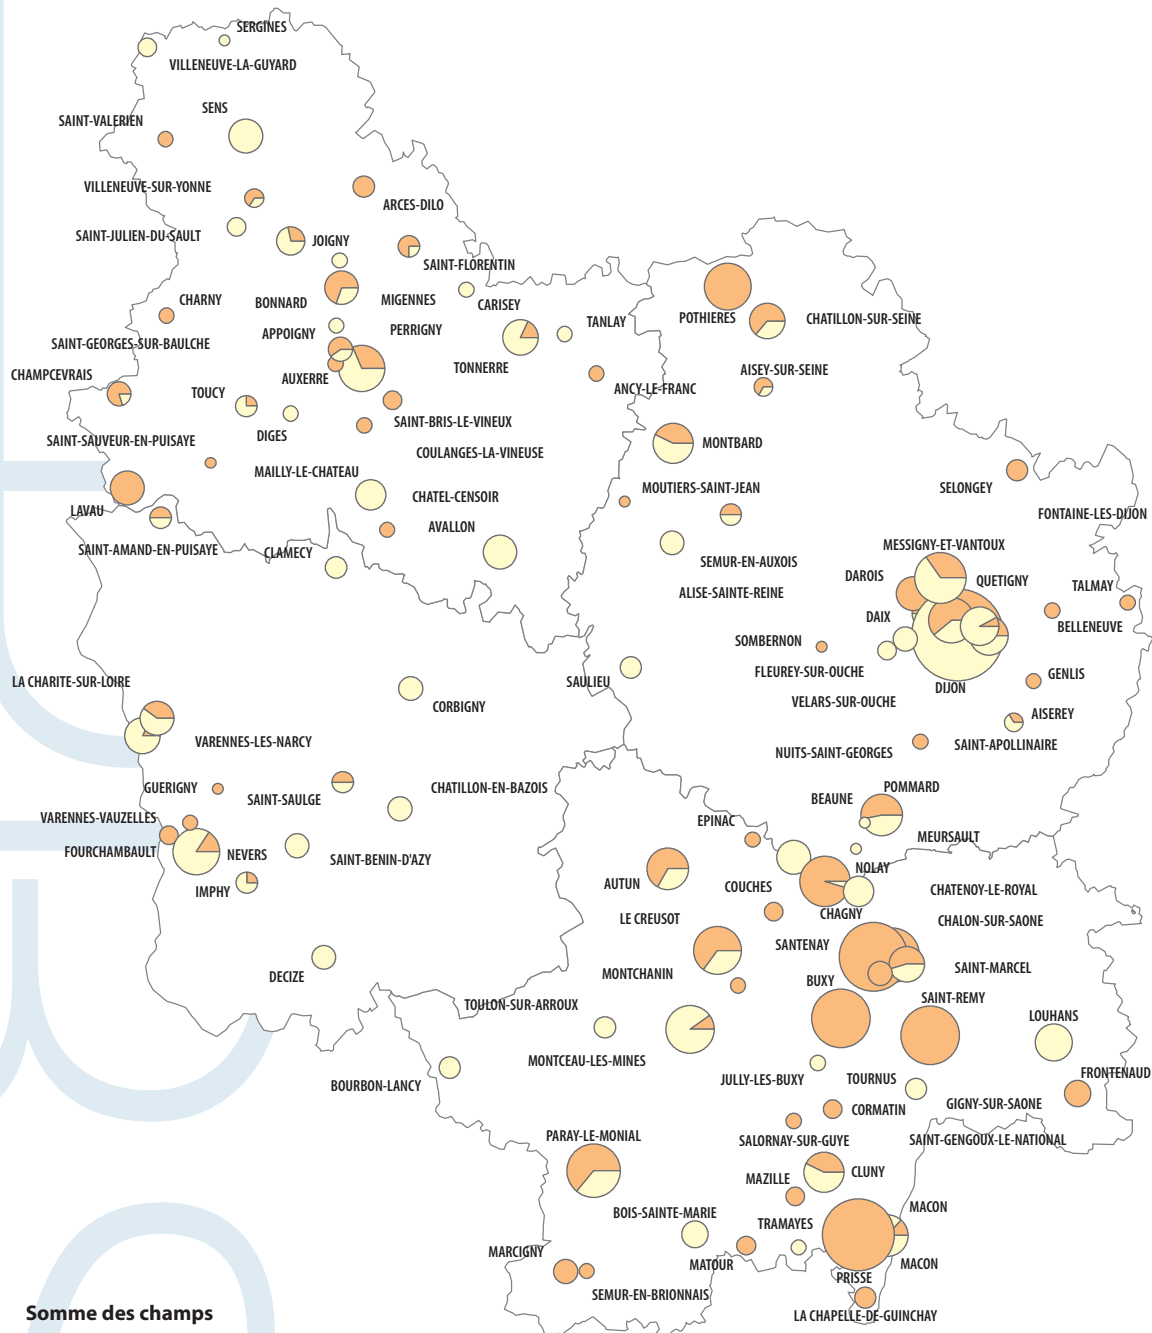 SERGINES
VILLENEUVE-LA-GUYARD
SENS
SAINT-VALERIEN
VILLENEUVE-SUR-YONNE
ARCES-DILO
SAINT-JULIEN-DU-SAULT
JOIGNY
SAINT-FLORENTIN
CHARNY
BONNARD
MIGENNES
CARISEY
POTHIERES
CHATILLON-SUR-SEINE
TANLAY
APPOIGNY
PERRIGNY
SAINT-GEORGES-SUR-BAULCHE
TONNERRE
AISEY-SUR-SEINE
CHAMPCEVRAIS
AUXERRE
ANCY-LE-FRANC
TOUCY
SAINT-BRIS-LE-VINEUX
DIGES
SAINT-SAUVEUR-EN-PUISAYE
MONTBARD
COULANGES-LA-VINEUSE
MAILLY-LE-CHATEAU
MOUTIERS-SAINT-JEAN
SELONGEY
CHATEL-CENSOIR
LAVAU
FONTAINE-LES-DIJON
AVALLON
SAINT-AMAND-EN-PUISAYE
CLAMECY
MESSIGNY-ET-VANTOUX
SEMUR-EN-AUXOIS
DAROIS
QUETIGNY
TALMAY
ALISE-SAINTE-REINE
DAIX
BELLENEUVE
SOMBERNON
FLEUREY-SUR-OUCHE
GENLIS
LA CHARITE-SUR-LOIRE
SAULIEU
DIJON
VELARS-SUR-OUCHE
CORBIGNY
AISEREY
VARENNES-LES-NARCY
SAINT-APOLLINAIRE
NUITS-SAINT-GEORGES
GUERIGNY
SAINT-SAULGE
CHATILLON-EN-BAZOIS
POMMARD
BEAUNE
VARENNES-VAUZELLES
EPINAC
MEURSAULT
FOURCHAMBAULT
NEVERS
SAINT-BENIN-D'AZY
NOLAY
IMPHY
AUTUN
COUCHES
CHATENOY-LE-ROYAL
CHAGNY
LE CREUSOT
CHALON-SUR-SAONE
SANTENAY
SAINT-MARCEL
DECIZE
MONTCHANIN
BUXY
SAINT-REMY
TOULON-SUR-ARROUX
LOUHANS
MONTCEAU-LES-MINES
FRONTENAUD
JULLY-LES-BUXY
TOURNUS
BOURBON-LANCY
GIGNY-SUR-SAONE
CORMATIN
PARAY-LE-MONIAL
SALORNAY-SUR-GUYE
SAINT-GENGOUX-LE-NATIONAL
CLUNY
MAZILLE
MACON
BOIS-SAINTE-MARIE
TRAMAYES
MARCIGNY
MATOUR
MACON
PRISSE
SEMUR-EN-BRIONNAIS
Somme des champs
LA CHAPELLE-DE-GUINCHAY